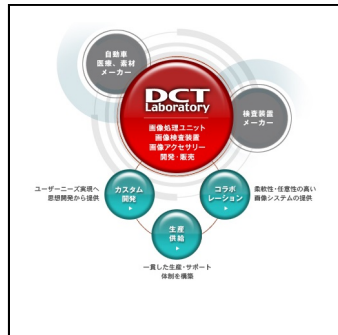 自動車
医療、素材
メーカー
DCT
Laboratory
画像処理ユニット
画像検査装置
画像アクセサリー
開発・販売
検査装置
メーカー
ユーザーニーズ実現へ
思想開発から提供
カスタム
開発
コラボ
レーション
柔軟性・任意性の高い
画像システムの提供
生産
供給
一貫した生産・サポート
体制を構築